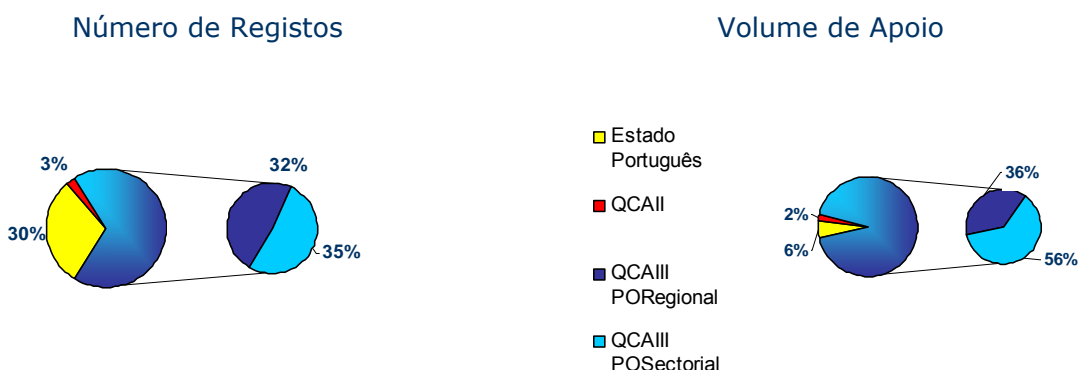 Número de Registos
3%
30%
32%
35%
Volume de Apoio
Estado
Português
QCAII
QCAIII
PORegional
QCAIII
POSectorial
2%
6%
36%
56%